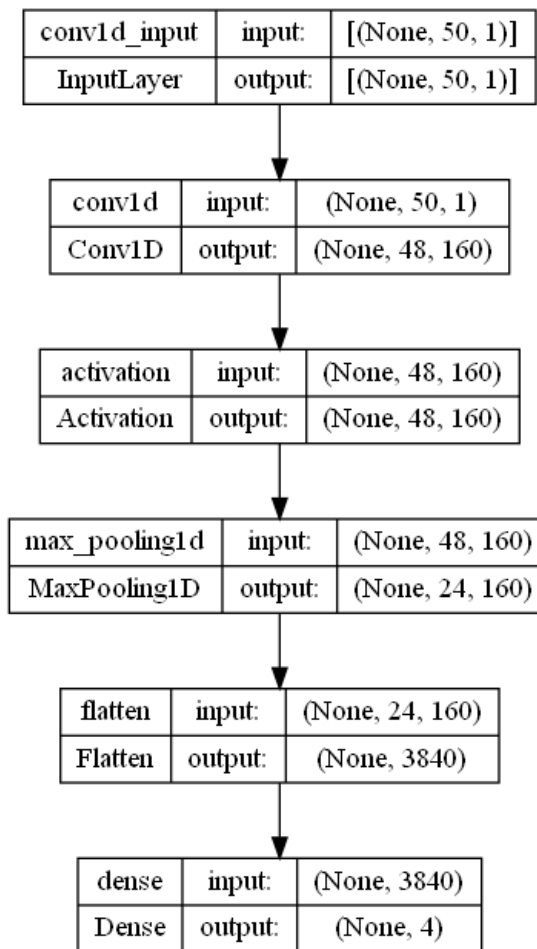 conv1d_input input: [(None, 50, 1)]
InputLayer output: [(None, 50, 1)]
conv1d input: (None, 50, 1)
Conv1D output: (None, 48, 160)
activation input: (None, 48, 160)
Activation output: (None, 48, 160)
max_pooling1d input: (None, 48, 160)
MaxPooling1D output: (None, 24, 160)
flatten input: (None, 24, 160)
Flatten output: (None, 3840)
dense input: (None, 3840)
Dense output: (None, 4)